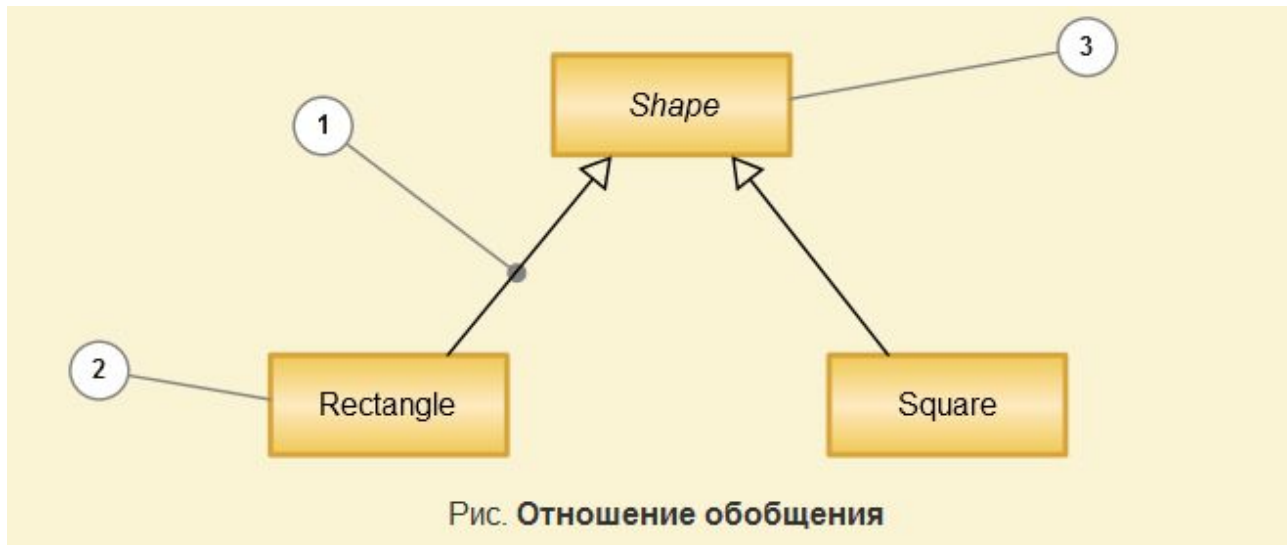 3
Shape
1
2
Rectangle
Square
Рис. Отношение обобщения